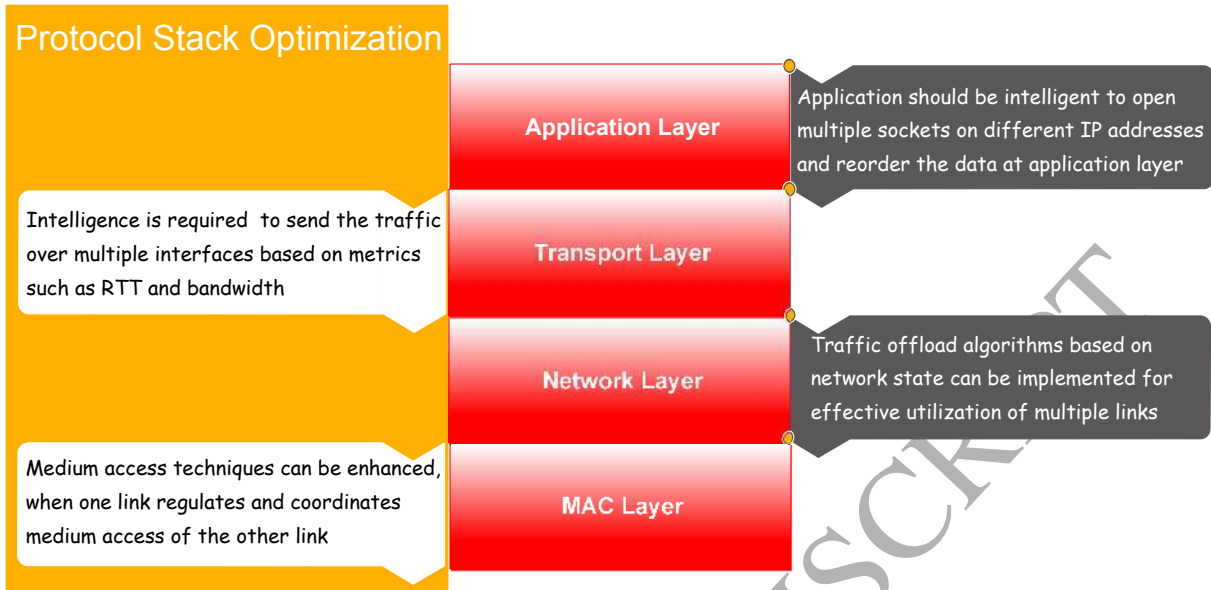 Protocol Stack Optimization
Application Layer
Application should be intelligent to open
multiple sockets on different IP addresses
and reorder the data at application layer
Intelligence is required to send the traffic
over multiple interfaces based on metrics
such as RTT and bandwidth
Transport Layer
Network Layer
Traffic offload algorithms based on
network state can be implemented for
effective utilization of multiple links
Medium access techniques can be enhanced,
when one link regulates and coordinates
medium access of the other link
MAC Layer